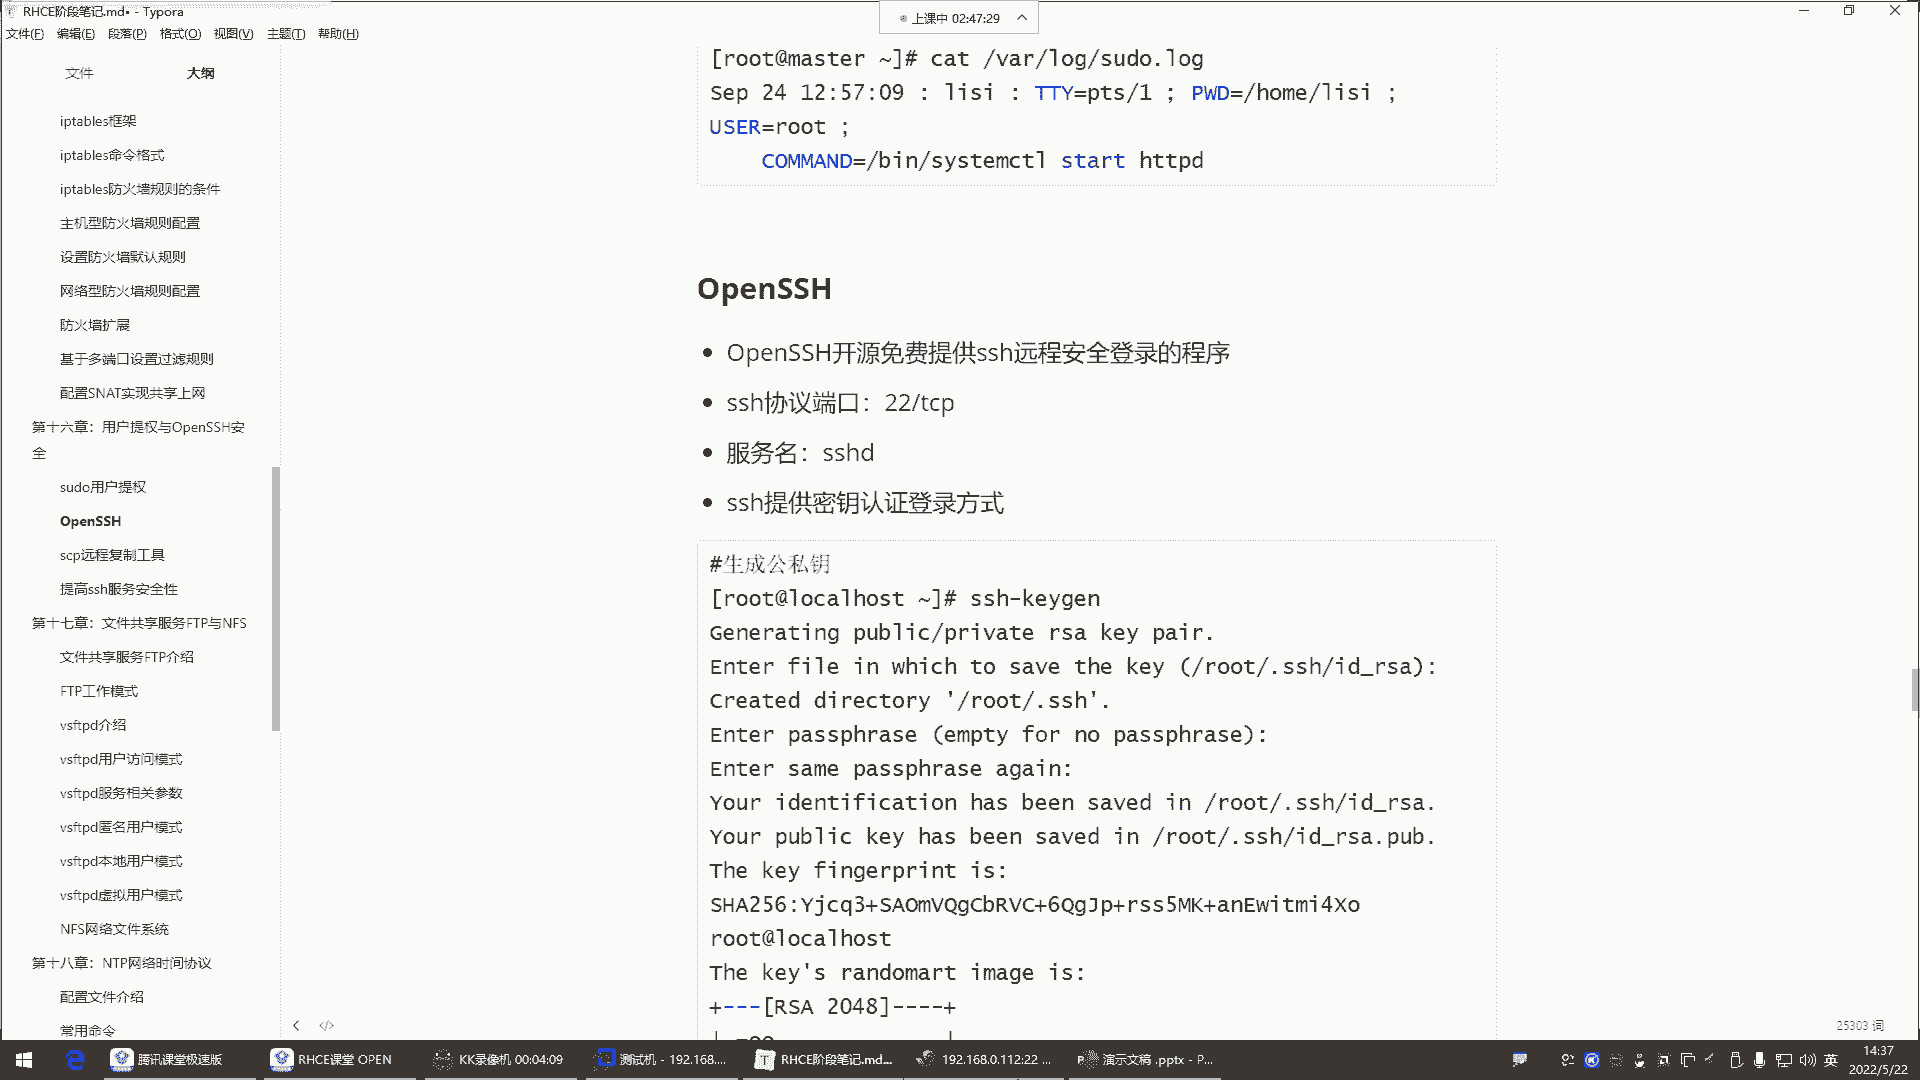 RHCE阶段笔记.md• - Typora
上课中 02:47:29
文件(F) 编辑(E) 段落(P) 格式(O) 视图(V) 主题(T) 帮助(H)
文件 大纲
iptables框架
iptables命令格式
iptables防火墙规则的条件
主机型防火墙规则配置
设置防火墙默认规则
网络型防火墙规则配置
防火墙扩展
基于多端口设置过滤规则
配置SNAT实现共享上网
第十六章：用户提权与OpenSSH安
全
sudo用户提权
OpenSSH
scp远程复制工具
提高ssh服务安全性
第十七章：文件共享服务FTP与NFS
文件共享服务FTP介绍
FTP工作模式
vsftpd介绍
vsftpd用户访问模式
vsftpd服务相关参数
vsftpd匿名用户模式
vsftpd本地用户模式
vsftpd虚拟用户模式
NFS网络文件系统
第十八章：NTP网络时间协议
配置文件介绍
常用命令
[root@master ~]# cat /var/log/sudo.log
Sep 24 12:57:09 : lisi : TTY=pts/1 ; PWD=/home/lisi ;
USER=root ;
COMMAND=/bin/systemctl start httpd
OpenSSH
• OpenSSH开源免费提供ssh远程安全登录的程序
• ssh协议端口：22/tcp
• 服务名：sshd
• ssh提供密钥认证登录方式
#生成公私钥
[root@localhost ~]# ssh-keygen
Generating public/private rsa key pair.
Enter file in which to save the key (/root/.ssh/id_rsa):
Created directory '/root/.ssh'.
Enter passphrase (empty for no passphrase):
Enter same passphrase again:
Your identification has been saved in /root/.ssh/id_rsa.
Your public key has been saved in /root/.ssh/id_rsa.pub.
The key fingerprint is:
SHA256:Yjcq3+SAOmVQgCbRVC+6QgJp+rss5MK+anEwitmi4Xo
root@localhost
The key's randomart image is:
+---[RSA 2048]----+
25303 词
腾讯课堂极速版 RHCE课堂 OPEN KK录像机 00:04:09 测试机 - 192.168.... RHCE阶段笔记.md... 192.168.0.112:22 ... 演示文稿 .pptx - P... 英 14:37
2022/5/22